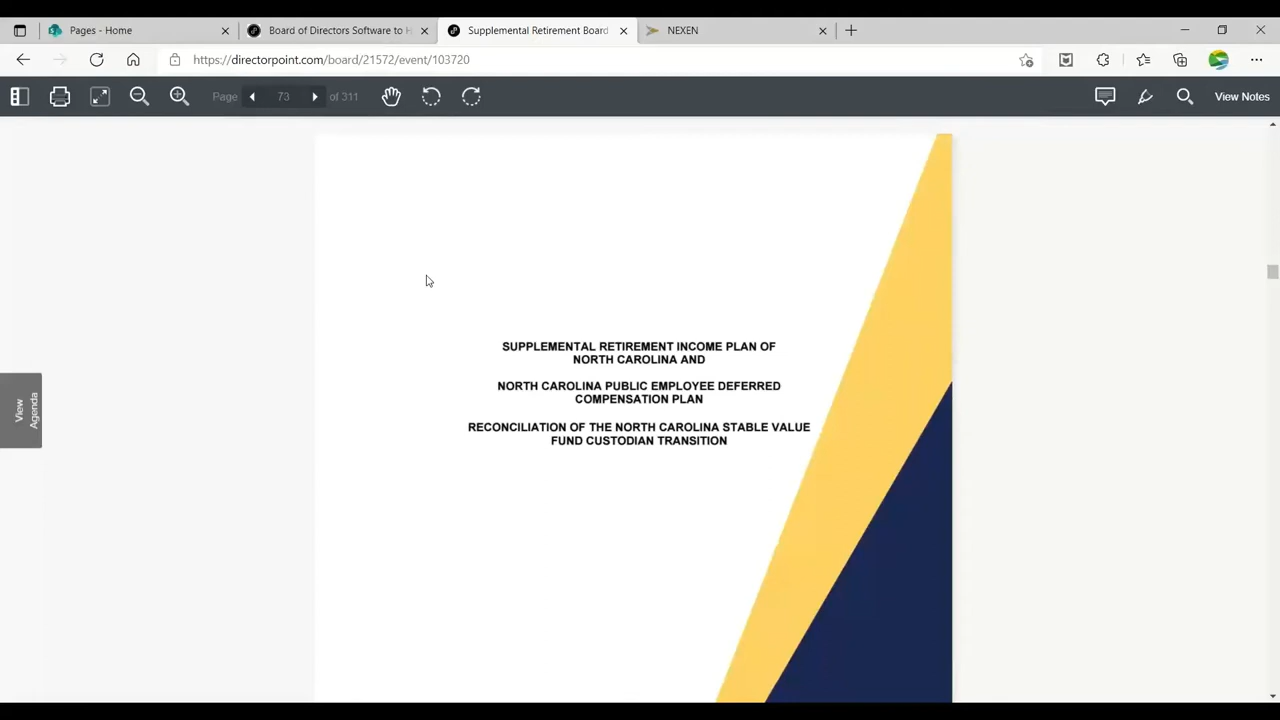 Pages - Home
Board of Directors Software to H
Supplemental Retirement Board
NEXEN
https://directorpoint.com/board/21572/event/103720
Page 73 of 311
View Notes
View Agenda
SUPPLEMENTAL RETIREMENT INCOME PLAN OF
NORTH CAROLINA AND
NORTH CAROLINA PUBLIC EMPLOYEE DEFERRED
COMPENSATION PLAN
RECONCILIATION OF THE NORTH CAROLINA STABLE VALUE
FUND CUSTODIAN TRANSITION